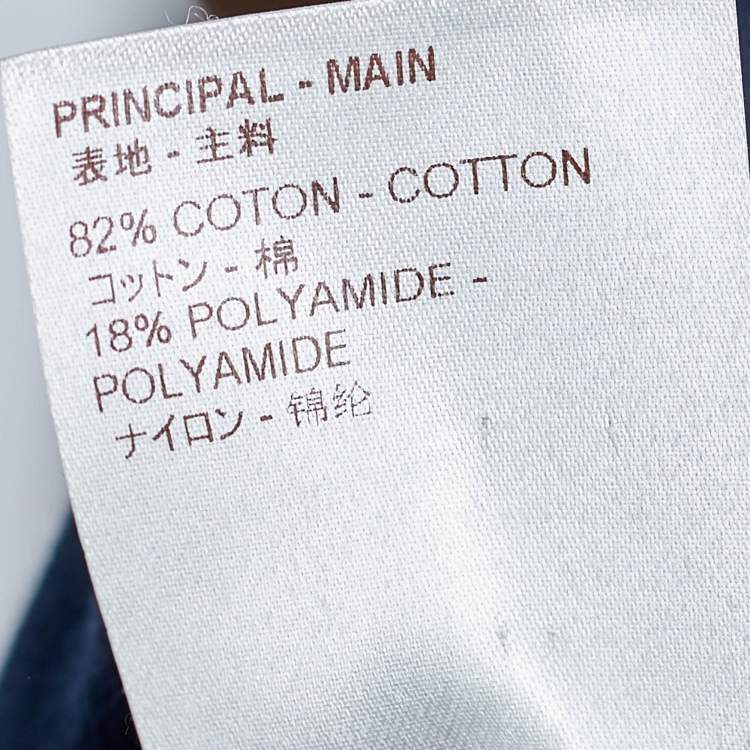 PRINCIPAL - MAIN
表地 - 主料
82% COTON - COTTON
コットン - 棉
18% POLYAMIDE -
POLYAMIDE
ナイロン - 锦纶